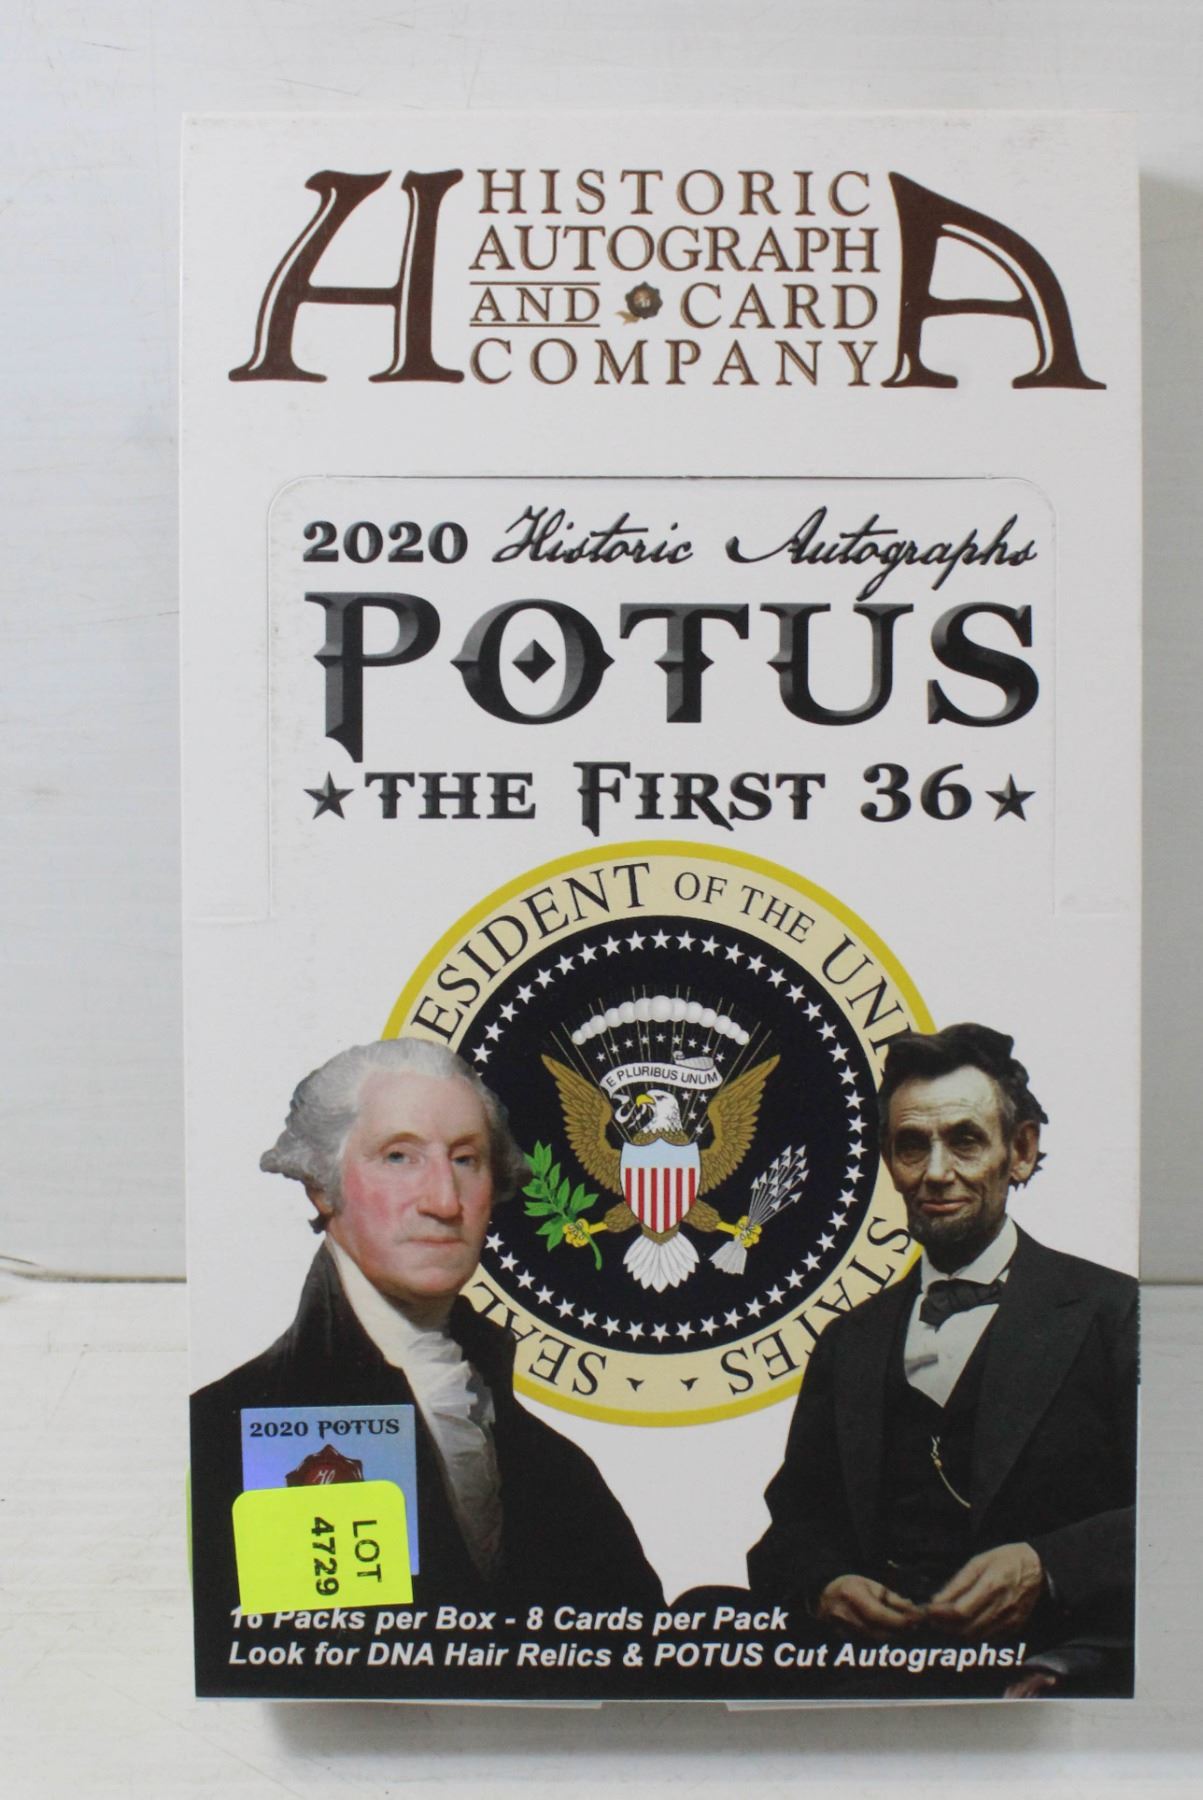 H
HISTORIC
AUTOGRAPH
AND CARD
COMPANY
A
2020 Historic Autographs
POTUS
THE FIRST 36
ESIDENT OF THE UNI
STATES
SEAL
E PLURIBUS UNUM
2020 POTUS
LOT
4729
16 Packs per Box - 8 Cards per Pack
Look for DNA Hair Relics & POTUS Cut Autographs!